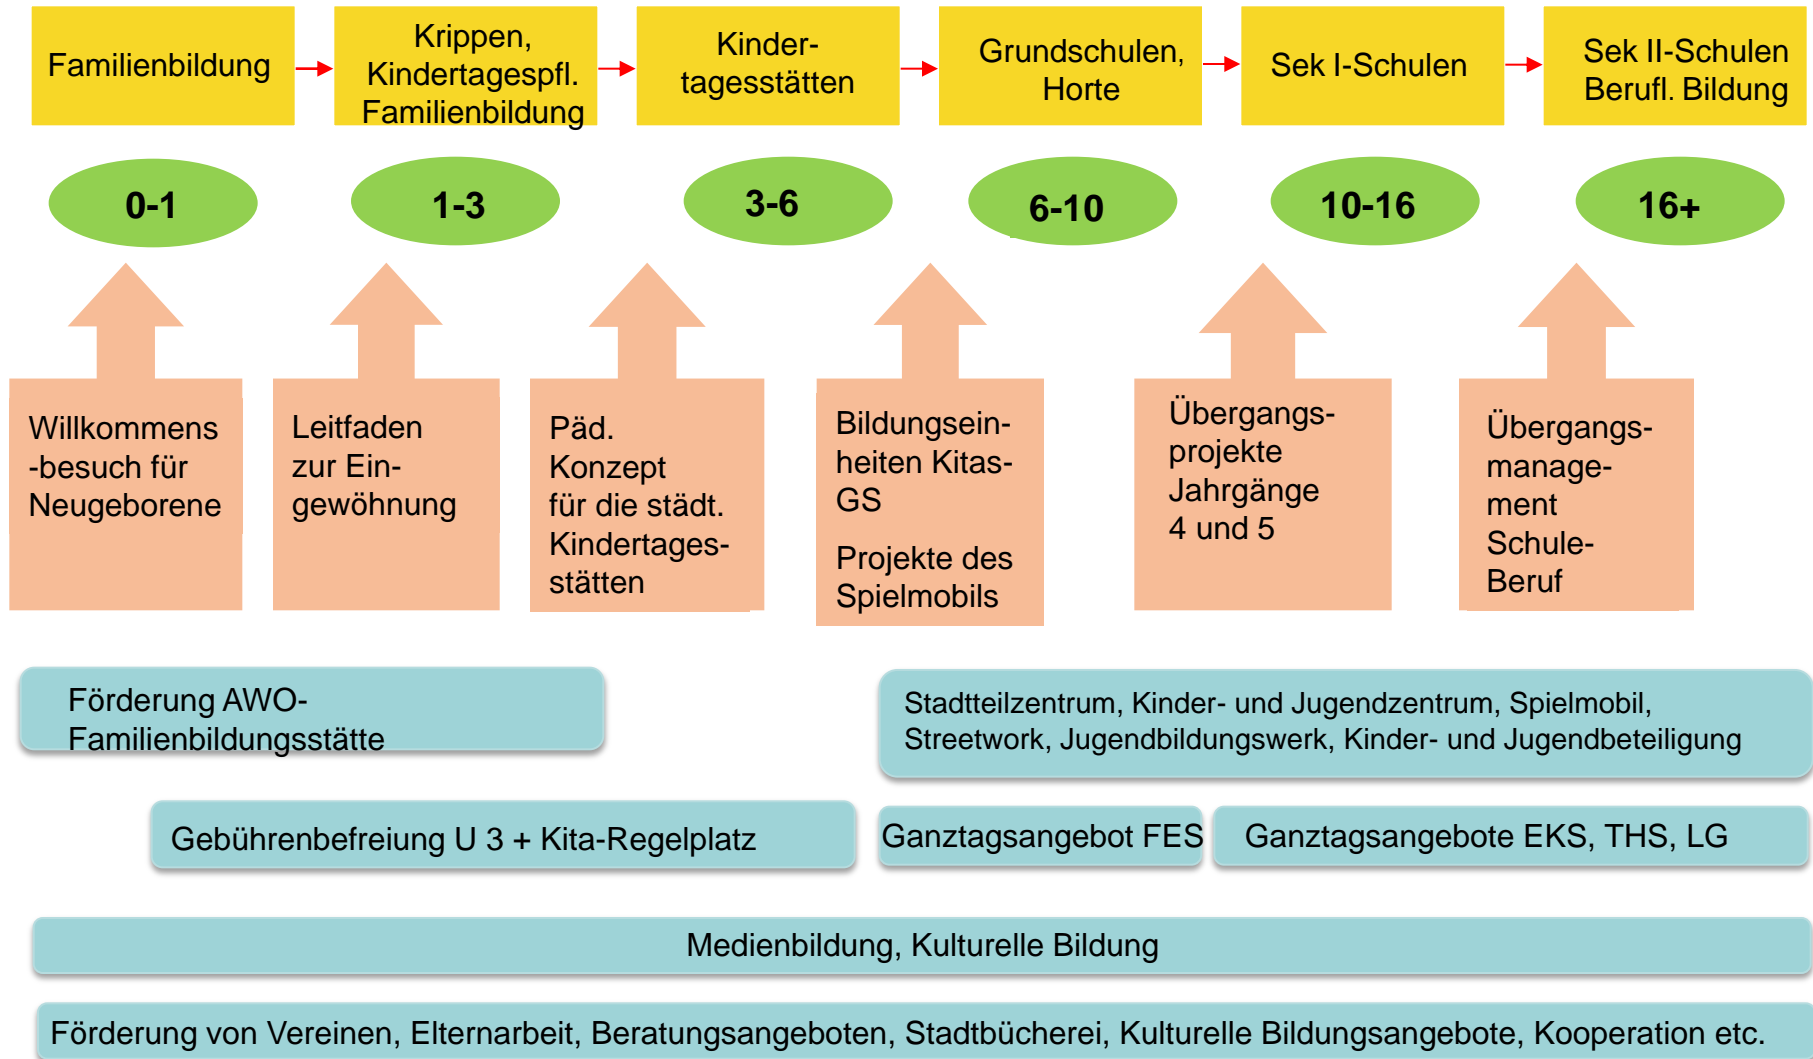 Familienbildung
Krippen,
Kindertagespfl.
Familienbildung
Kinder-
tagesstätten
Grundschulen,
Horte
Sek I-Schulen
Sek II-Schulen
Berufl. Bildung
0-1
1-3
3-6
6-10
10-16
16+
Willkommens
-besuch für
Neugeborene
Leitfaden
zur Ein-
gewöhnung
Päd.
Konzept
für die städt.
Kindertages-
stätten
Bildungsein-
heiten Kitas-
GS
Projekte des
Spielmobils
Übergangs-
projekte
Jahrgänge
4 und 5
Übergangs-
manage-
ment
Schule-
Beruf
Förderung AWO-
Familienbildungsstätte
Stadtteilzentrum, Kinder- und Jugendzentrum, Spielmobil,
Streetwork, Jugendbildungswerk, Kinder- und Jugendbeteiligung
Gebührenbefreiung U 3 + Kita-Regelplatz
Ganztagsangebot FES
Ganztagsangebote EKS, THS, LG
Medienbildung, Kulturelle Bildung
Förderung von Vereinen, Elternarbeit, Beratungsangeboten, Stadtbücherei, Kulturelle Bildungsangebote, Kooperation etc.